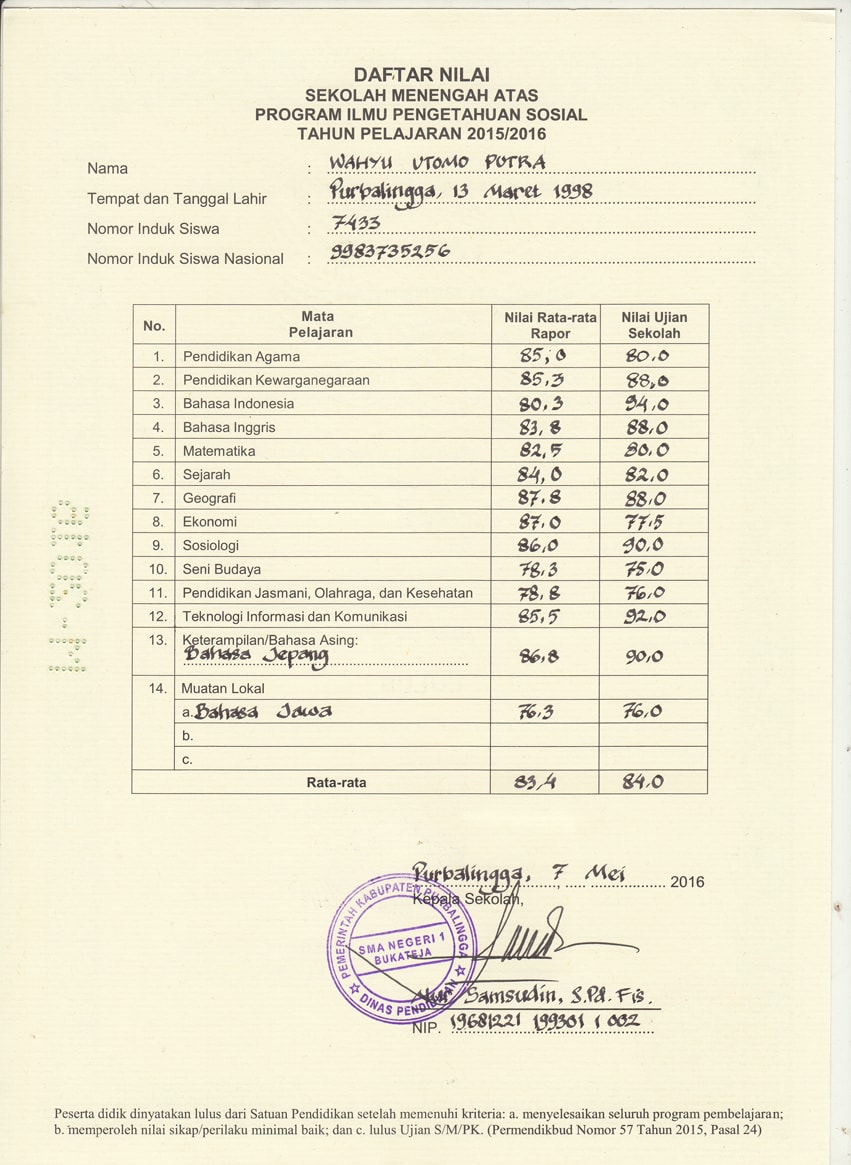 DAFTAR NILAI
SEKOLAH MENENGAH ATAS
PROGRAM ILMU PENGETAHUAN SOSIAL
TAHUN PELAJARAN 2015/2016
Nama : WAHYU UTOMO PUTRA
Tempat dan Tanggal Lahir : Purbalingga, 13 Maret 1998
Nomor Induk Siswa : 7433
Nomor Induk Siswa Nasional : 9983735256
No. Mata Pelajaran Nilai Rata-rata Rapor Nilai Ujian Sekolah
1. Pendidikan Agama 85,0 80,0
2. Pendidikan Kewarganegaraan 85,3 88,0
3. Bahasa Indonesia 80,3 94,0
4. Bahasa Inggris 83,8 88,0
5. Matematika 82,5 80,0
6. Sejarah 84,0 82,0
7. Geografi 87,8 88,0
8. Ekonomi 87,0 77,5
9. Sosiologi 86,0 90,0
10. Seni Budaya 78,3 75,0
11. Pendidikan Jasmani, Olahraga, dan Kesehatan 78,8 76,0
12. Teknologi Informasi dan Komunikasi 85,5 92,0
13. Keterampilan/Bahasa Asing:
Bahasa Jepang 86,8 90,0
14. Muatan Lokal
a. Bahasa Jawa 76,3 76,0
b.
c.
Rata-rata 83,4 84,0
Purbalingga, 7 Mei 2016
Kepala Sekolah,
PEMERINTAH KABUPATEN PURBALINGGA
SMA NEGERI 1
BUKATEJA
DINAS PENDIDIKAN
Samsudin, S.Pd. Fis.
NIP. 19681221 199301 1 002
Peserta didik dinyatakan lulus dari Satuan Pendidikan setelah memenuhi kriteria: a. menyelesaikan seluruh program pembelajaran;
b. memperoleh nilai sikap/perilaku minimal baik; dan c. lulus Ujian S/M/PK. (Permendikbud Nomor 57 Tahun 2015, Pasal 24)